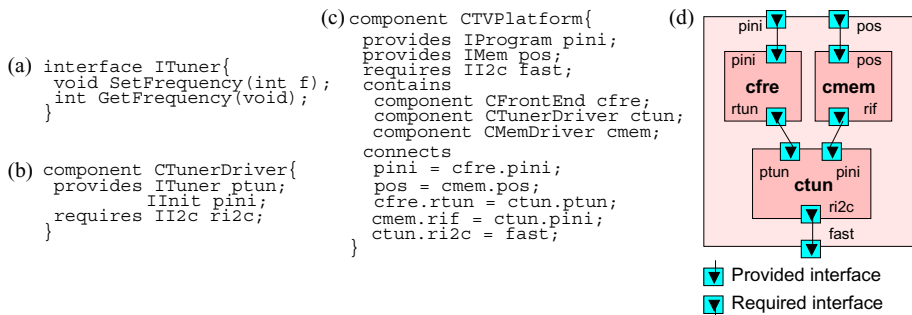 (a) interface ITuner{
void SetFrequency(int f);
int GetFrequency(void);
}
(b) component CTunerDriver{
provides ITuner ptun;
IInit pini;
requires II2c ri2c;
}
(c) component CTVPlatform{
provides IProgram pini;
provides IMem pos;
requires II2c fast;
contains
component CFrontEnd cfre;
component CTunerDriver ctun;
component CMemDriver cmem;
connects
pini = cfre.pini;
pos = cmem.pos;
cfre.rtun = ctun.ptun;
cmem.rif = ctun.pini;
ctun.ri2c = fast;
}
(d)
pini pos
pini pos
cfre cmem
rtun rif
ptun pini
ctun
ri2c
fast
Provided interface
Required interface